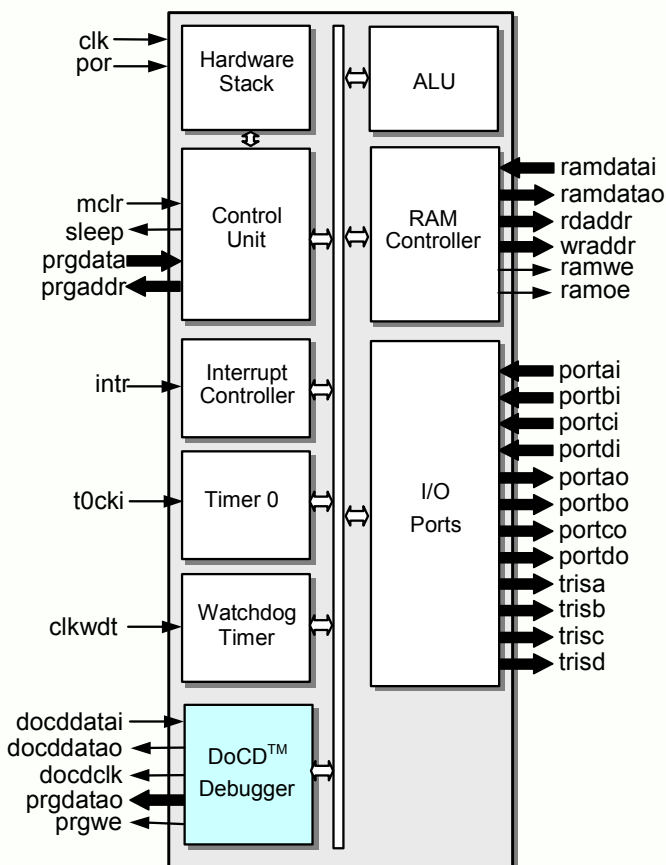 clk
por
Hardware
Stack
ALU
mclr
sleep
prgdata
prgaddr
Control
Unit
RAM
Controller
ramdatai
ramdatao
rdaddr
wraddr
ramwe
ramoe
intr
Interrupt
Controller
t0cki
Timer 0
clkwdt
Watchdog
Timer
I/O
Ports
portai
portbi
portci
portdi
portao
portbo
portco
portdo
trisa
trisb
trisc
trisd
docddatai
docddatao
docdclk
prgdatao
prgwe
DoCD™
Debugger